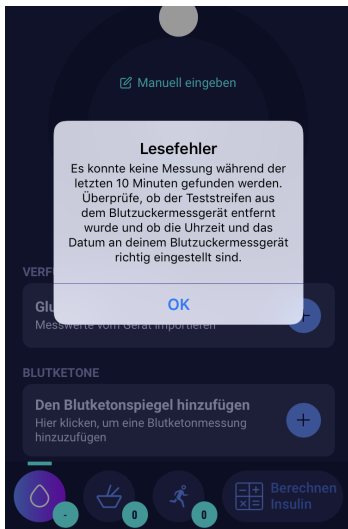 Manuell eingeben
Lesefehler
Es konnte keine Messung während der
letzten 10 Minuten gefunden werden.
Überprüfe, ob der Teststreifen aus
dem Blutzuckermessgerät entfernt
wurde und ob die Uhrzeit und das
Datum an deinem Blutzuckermessgerät
richtig eingestellt sind.
OK
Messwerte vom Gerät importieren
BLUTKETONE
Den Blutketonspiegel hinzufügen
Hier klicken, um eine Blutketonmessung
hinzuzufügen
- 0 0
Berechnen
Insulin